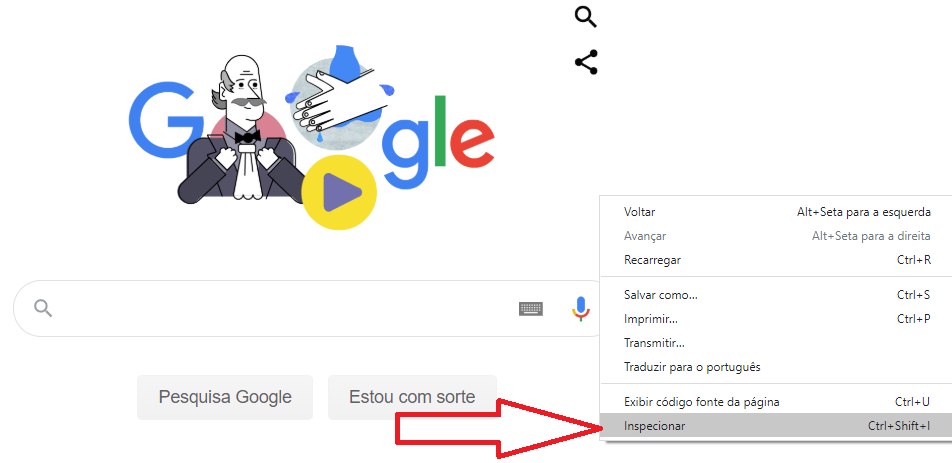 Google
Pesquisa Google
Estou com sorte
Voltar Alt+Seta para a esquerda
Avançar Alt+Seta para a direita
Recarregar Ctrl+R
Salvar como... Ctrl+S
Imprimir... Ctrl+P
Transmitir...
Traduzir para o português
Exibir código fonte da página Ctrl+U
Inspecionar Ctrl+Shift+I